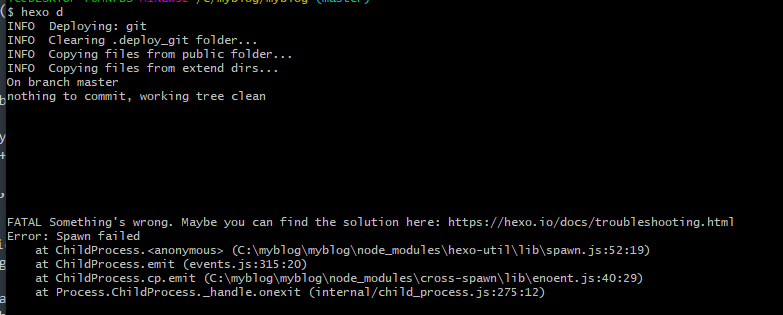 $ hexo d
INFO  Deploying: git
INFO  Clearing .deploy_git folder...
INFO  Copying files from public folder...
INFO  Copying files from extend dirs...
On branch master
nothing to commit, working tree clean
FATAL Something's wrong. Maybe you can find the solution here: https://hexo.io/docs/troubleshooting.html
Error: Spawn failed
    at ChildProcess.<anonymous> (C:\myblog\myblog\node_modules\hexo-util\lib\spawn.js:52:19)
    at ChildProcess.emit (events.js:315:20)
    at ChildProcess.cp.emit (C:\myblog\myblog\node_modules\cross-spawn\lib\enoent.js:40:29)
    at Process.ChildProcess._handle.onexit (internal/child_process.js:275:12)